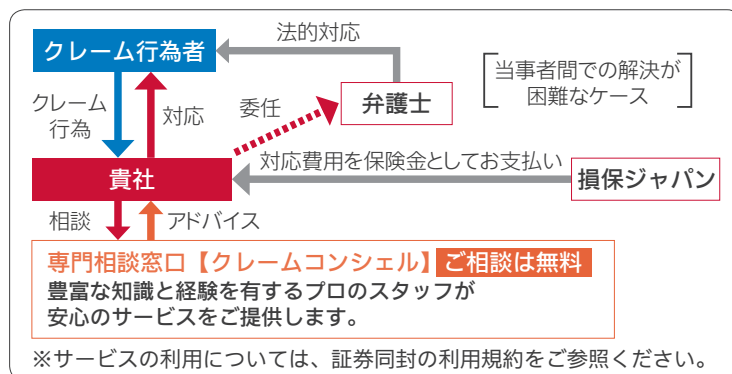 法的対応
クレーム行為者
当事者間での解決が
困難なケース
クレーム
行為
対応
委任
弁護士
対応費用を保険金としてお支払い
貴社
損保ジャパン
相談
アドバイス
専門相談窓口【クレームコンシェル】 ご相談は無料
豊富な知識と経験を有するプロのスタッフが
安心のサービスをご提供します。
※サービスの利用については、証券同封の利用規約をご参照ください。